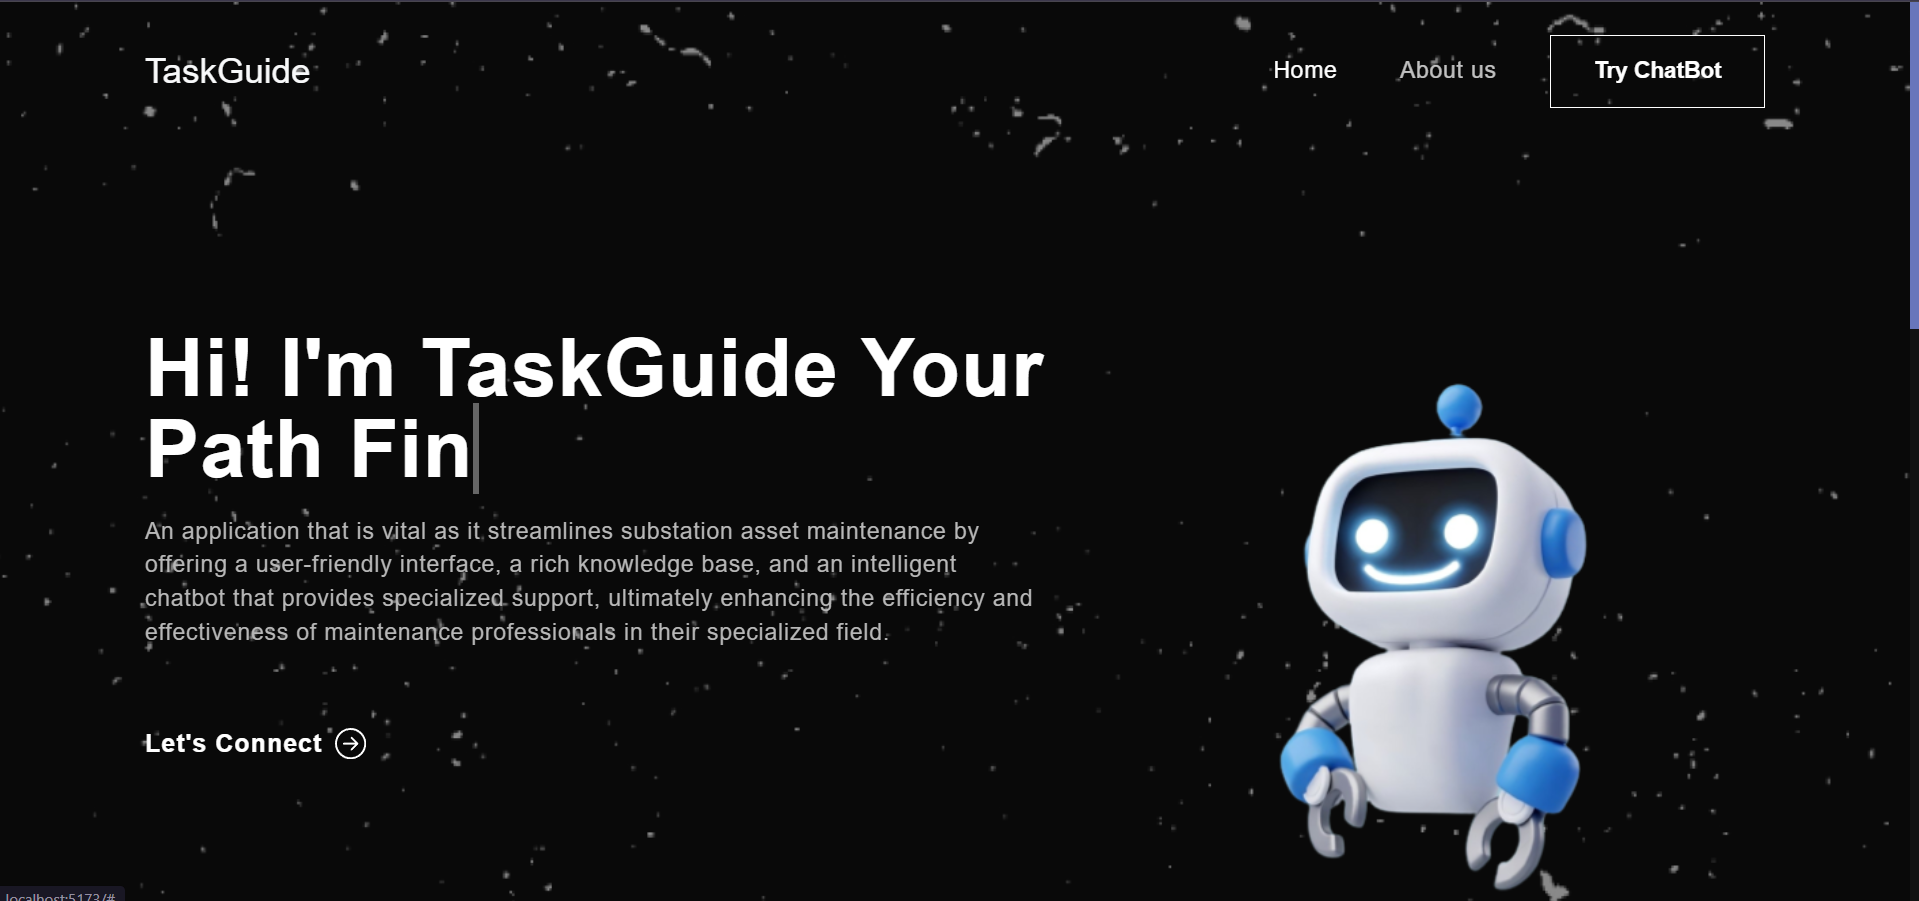 TaskGuide
Home
About us
Try ChatBot
Hi! I'm TaskGuide Your
Path Fin
An application that is vital as it streamlines substation asset maintenance by
offering a user-friendly interface, a rich knowledge base, and an intelligent
chatbot that provides specialized support, ultimately enhancing the efficiency and
effectiveness of maintenance professionals in their specialized field.
Let's Connect
localhost:5173/#